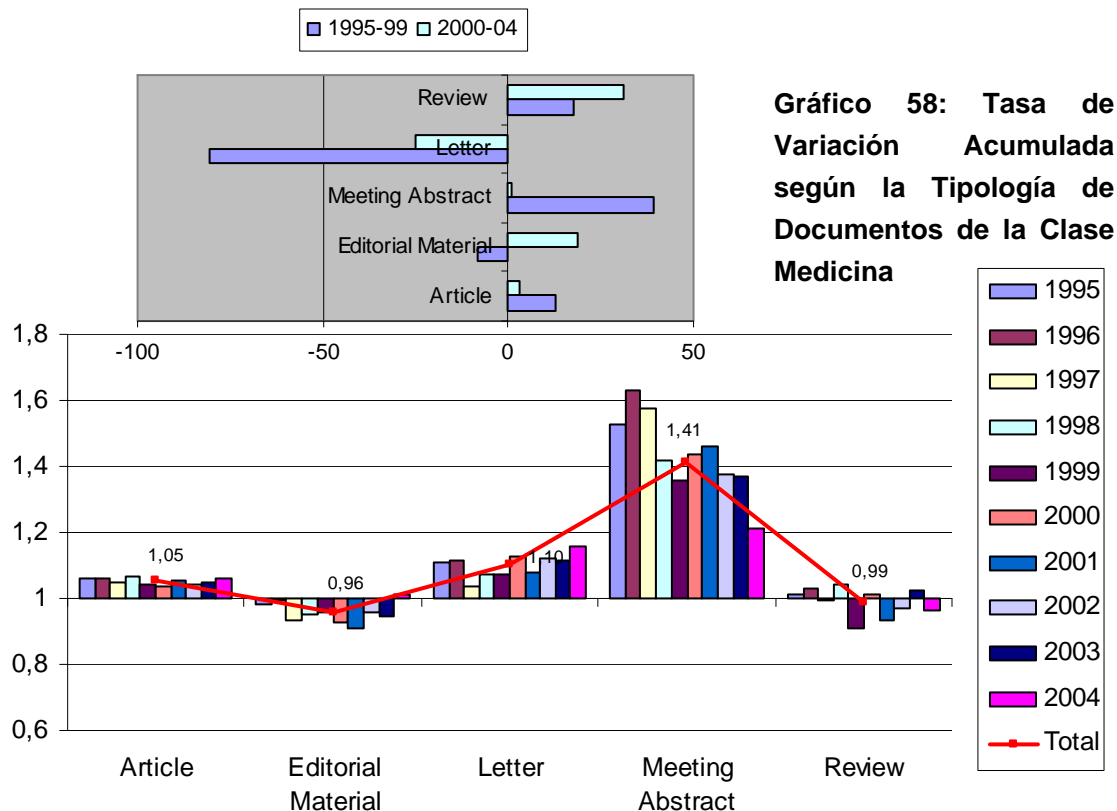 1995-99 2000-04
Review
Letter
Meeting Abstract
Editorial Material
Article
-100 -50 0 50
Gráfico 58: Tasa de
Variación Acumulada
según la Tipología de
Documentos de la Clase
Medicina
1,8
1,6
1,4
1,2
1
0,8
0,6
1,05
0,96
1,10
1,41
0,99
Article
Editorial
Material
Letter
Meeting
Abstract
Review
1995
1996
1997
1998
1999
2000
2001
2002
2003
2004
Total